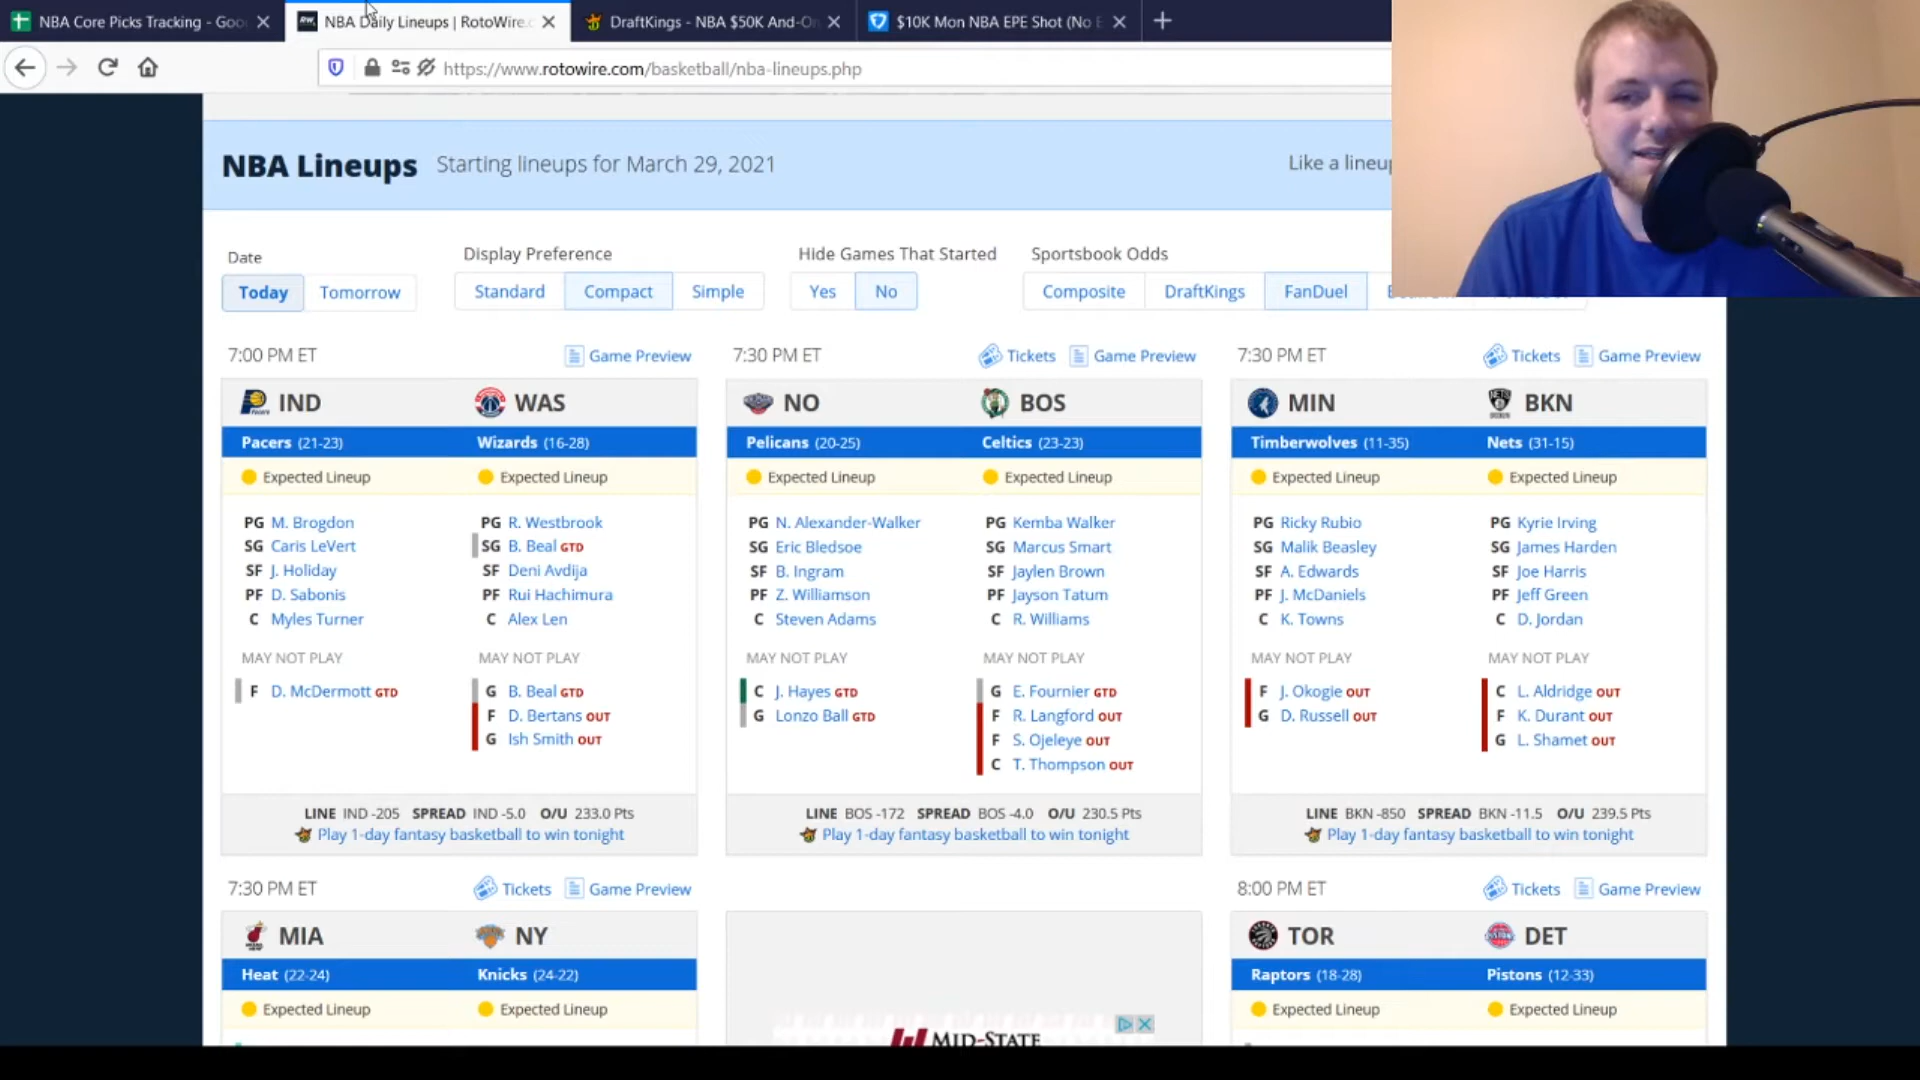 NBA Core Picks Tracking - Goo
NBA Daily Lineups | RotoWire.c
DraftKings - NBA $50K And-On
$10K Mon NBA EPE Shot (No E
https://www.rotowire.com/basketball/nba-lineups.php
NBA Lineups Starting lineups for March 29, 2021
Like a lineup
Date
Display Preference
Hide Games That Started
Sportsbook Odds
Today Tomorrow
Standard Compact Simple
Yes No
Composite DraftKings FanDuel
7:00 PM ET Game Preview
IND WAS
Pacers (21-23) Wizards (16-28)
Expected Lineup Expected Lineup
PG M. Brogdon PG R. Westbrook
SG Caris LeVert SG B. Beal GTD
SF J. Holiday SF Deni Avdija
PF D. Sabonis PF Rui Hachimura
C Myles Turner C Alex Len
MAY NOT PLAY MAY NOT PLAY
F D. McDermott GTD G B. Beal GTD
F D. Bertans OUT
G Ish Smith OUT
LINE IND -205 SPREAD IND -5.0 O/U 233.0 Pts
Play 1-day fantasy basketball to win tonight
7:30 PM ET Tickets Game Preview
NO BOS
Pelicans (20-25) Celtics (23-23)
Expected Lineup Expected Lineup
PG N. Alexander-Walker PG Kemba Walker
SG Eric Bledsoe SG Marcus Smart
SF B. Ingram SF Jaylen Brown
PF Z. Williamson PF Jayson Tatum
C Steven Adams C R. Williams
MAY NOT PLAY MAY NOT PLAY
C J. Hayes GTD G E. Fournier GTD
G Lonzo Ball GTD F R. Langford OUT
F S. Ojeleye OUT
C T. Thompson OUT
LINE BOS -172 SPREAD BOS -4.0 O/U 230.5 Pts
Play 1-day fantasy basketball to win tonight
7:30 PM ET Tickets Game Preview
MIN BKN
Timberwolves (11-35) Nets (31-15)
Expected Lineup Expected Lineup
PG Ricky Rubio PG Kyrie Irving
SG Malik Beasley SG James Harden
SF A. Edwards SF Joe Harris
PF J. McDaniels PF Jeff Green
C K. Towns C D. Jordan
MAY NOT PLAY MAY NOT PLAY
F J. Okogie OUT C L. Aldridge OUT
G D. Russell OUT F K. Durant OUT
G L. Shamet OUT
LINE BKN -850 SPREAD BKN -11.5 O/U 239.5 Pts
Play 1-day fantasy basketball to win tonight
7:30 PM ET Tickets Game Preview
MIA NY
Heat (22-24) Knicks (24-22)
Expected Lineup Expected Lineup
MID-STATE
8:00 PM ET Tickets Game Preview
TOR DET
Raptors (18-28) Pistons (12-33)
Expected Lineup Expected Lineup